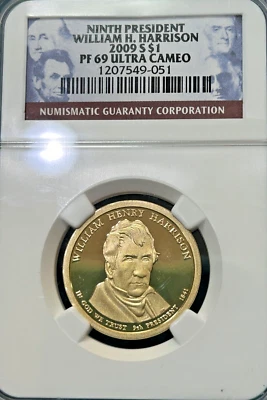 NINTH PRESIDENT
WILLIAM H. HARRISON
2009 S $1
PF 69 ULTRA CAMEO
1207549-051
NUMISMATIC GUARANTY CORPORATION
WILLIAM HENRY HARRISON
IN GOD WE TRUST 9th PRESIDENT 1841